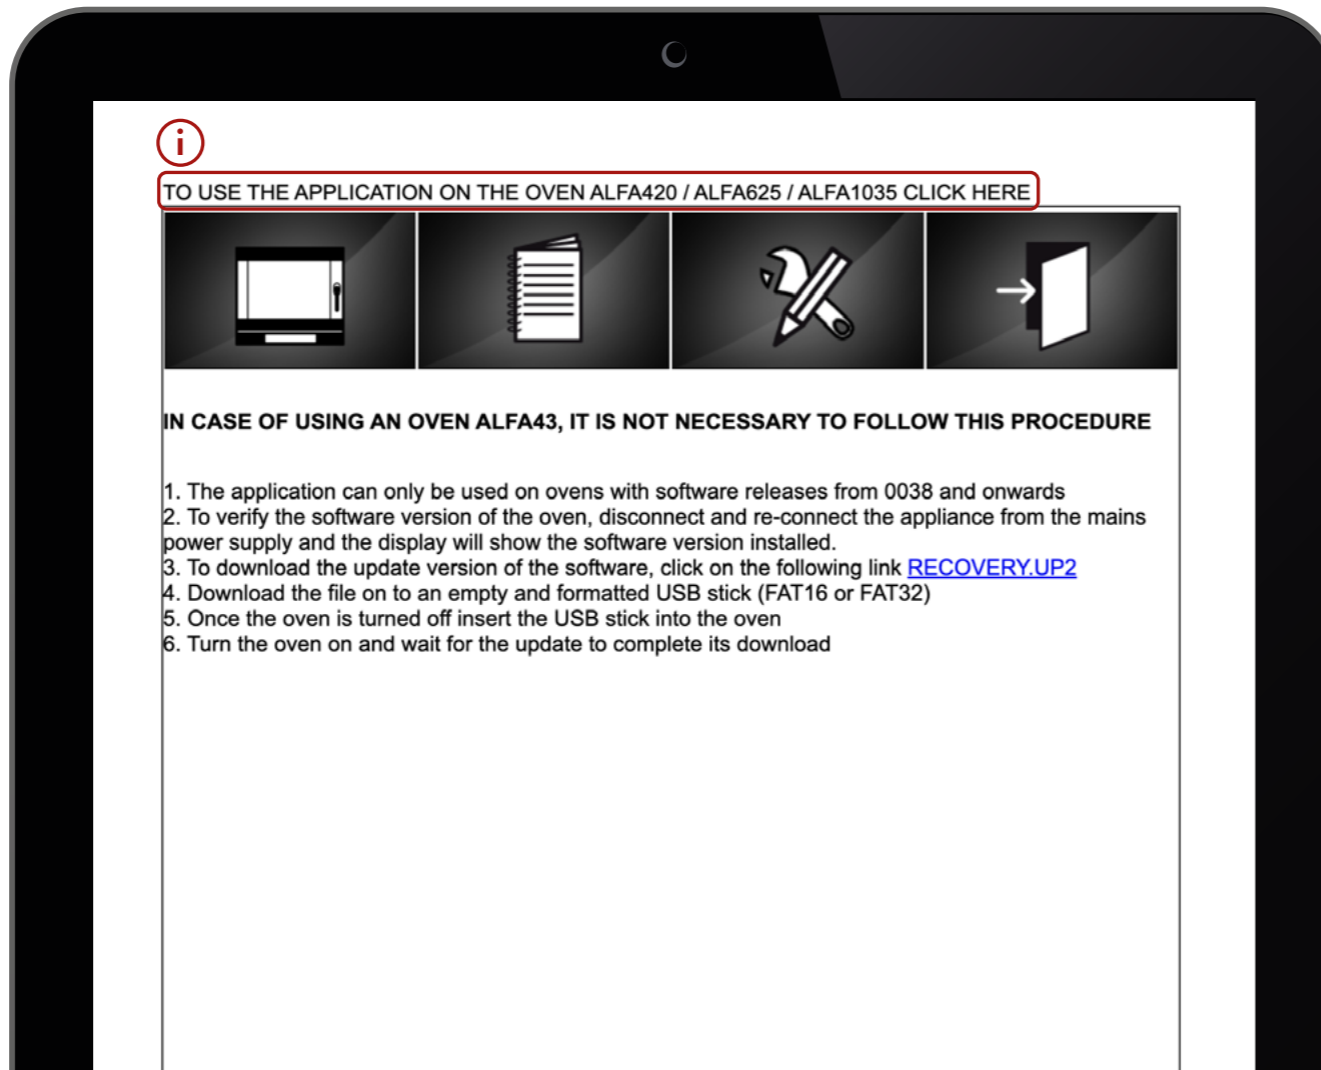 i
TO USE THE APPLICATION ON THE OVEN ALFA420 / ALFA625 / ALFA1035 CLICK HERE
IN CASE OF USING AN OVEN ALFA43, IT IS NOT NECESSARY TO FOLLOW THIS PROCEDURE
1. The application can only be used on ovens with software releases from 0038 and onwards
2. To verify the software version of the oven, disconnect and re-connect the appliance from the mains
power supply and the display will show the software version installed.
3. To download the update version of the software, click on the following link RECOVERY.UP2
4. Download the file on to an empty and formatted USB stick (FAT16 or FAT32)
5. Once the oven is turned off insert the USB stick into the oven
6. Turn the oven on and wait for the update to complete its download